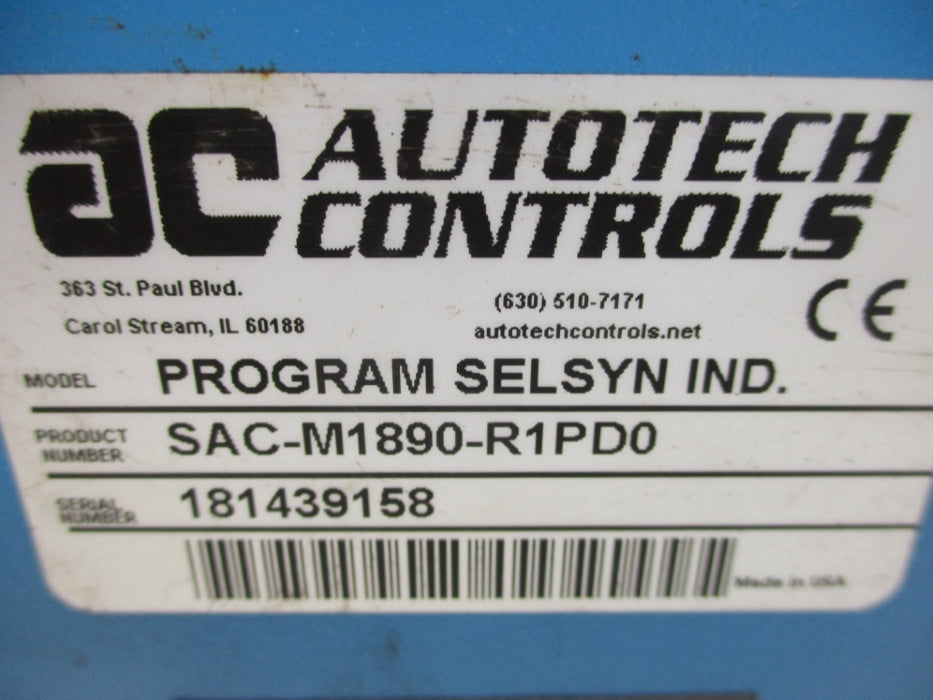 ac AUTOTECH
CONTROLS
363 St. Paul Blvd.
(630) 510-7171
Carol Stream, IL 60188
autotechcontrols.net
CE
MODEL PROGRAM SELSYN IND.
PRODUCT NUMBER SAC-M1890-R1PD0
SERIAL NUMBER 181439158
Made in USA